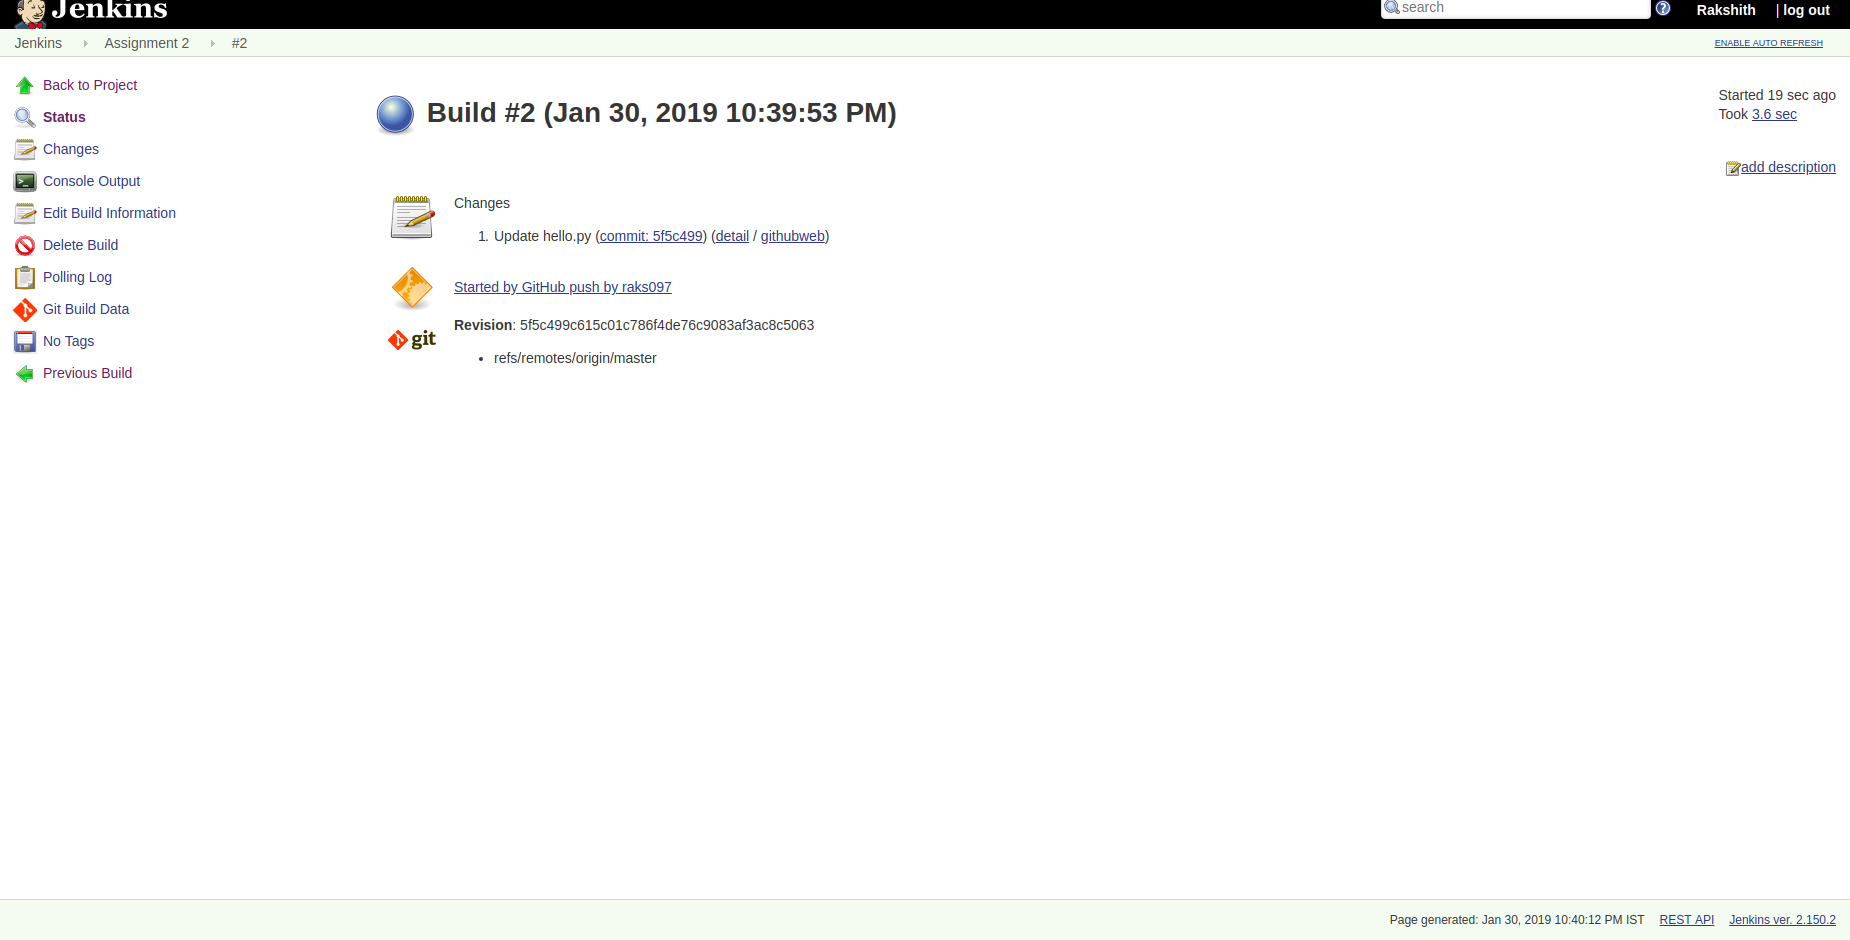 Jenkins
search
Rakshith | log out
Jenkins Assignment 2 #2
ENABLE AUTO REFRESH
Back to Project
Status
Changes
Console Output
Edit Build Information
Delete Build
Polling Log
Git Build Data
No Tags
Previous Build
Build #2 (Jan 30, 2019 10:39:53 PM)
Started 19 sec ago
Took 3.6 sec
add description
Changes
1. Update hello.py (commit: 5f5c499) (detail / githubweb)
Started by GitHub push by raks097
git
Revision: 5f5c499c615c01c786f4de76c9083af3ac8c5063
• refs/remotes/origin/master
Page generated: Jan 30, 2019 10:40:12 PM IST REST API Jenkins ver. 2.150.2